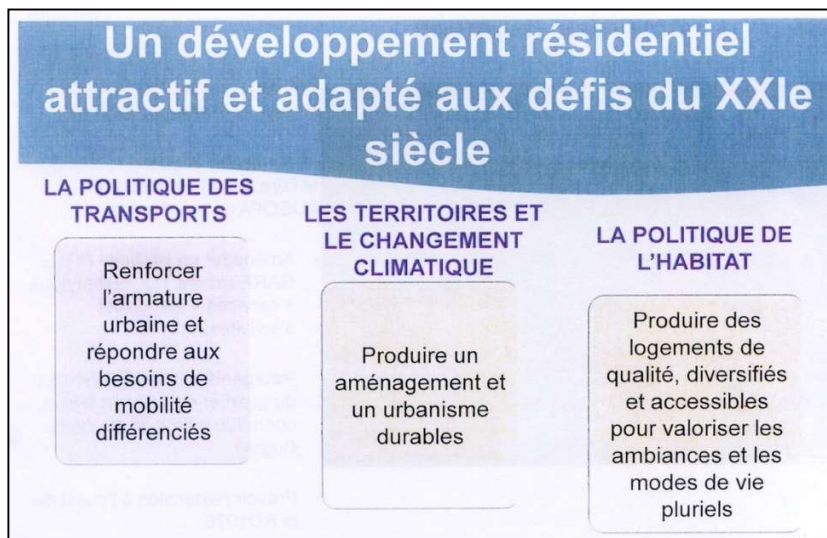 Un développement résidentiel
attractif et adapté aux défis du XXIe
siècle
LA POLITIQUE DES
TRANSPORTS
Renforcer
l'armature
urbaine et
répondre aux
besoins de
mobilité
différenciés
LES TERRITOIRES ET
LE CHANGEMENT
CLIMATIQUE
Produire un
aménagement et
un urbanisme
durables
LA POLITIQUE DE
L'HABITAT
Produire des
logements de
qualité, diversifiés
et accessibles
pour valoriser les
ambiances et les
modes de vie
pluriels